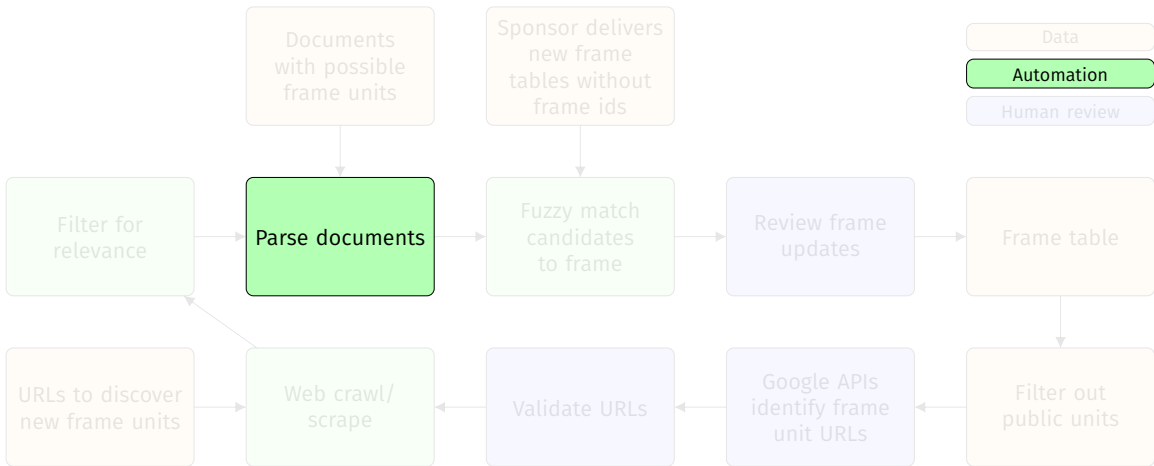 Documents
with possible
frame units
Sponsor delivers
new frame
tables without
frame ids
Data
Automation
Human review
Filter for
relevance
Parse documents
Fuzzy match
candidates
to frame
Review frame
updates
Frame table
URLs to discover
new frame units
Web crawl/
scrape
Validate URLs
Google APIs
identify frame
unit URLs
Filter out
public units